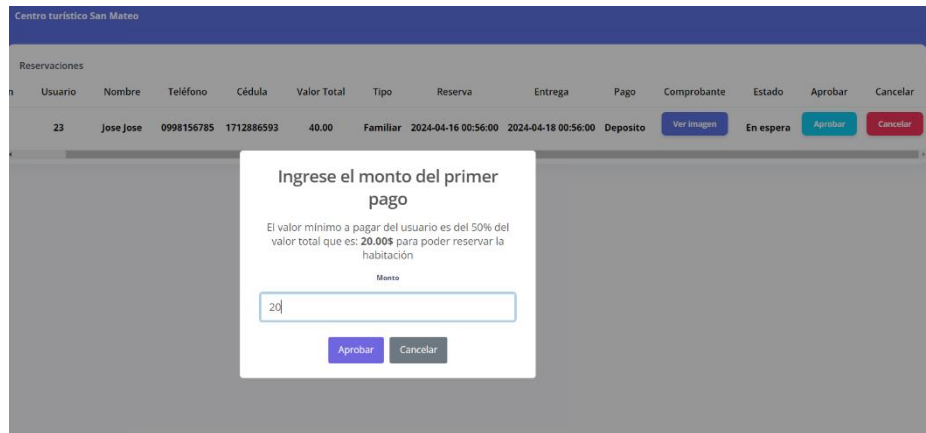 Centro turístico San Mateo
Reservaciones
n Usuario Nombre Teléfono Cédula Valor Total Tipo Reserva Entrega Pago Comprobante Estado Aprobar Cancelar
23 Jose Jose 0998156785 1712886593 40.00 Familiar 2024-04-16 00:56:00 2024-04-18 00:56:00 Deposito Ver imagen En espera Aprobar Cancelar
Ingrese el monto del primer
pago
El valor mínimo a pagar del usuario es del 50% del
valor total que es: 20.00$ para poder reservar la
habitación
Monto
20
Aprobar Cancelar